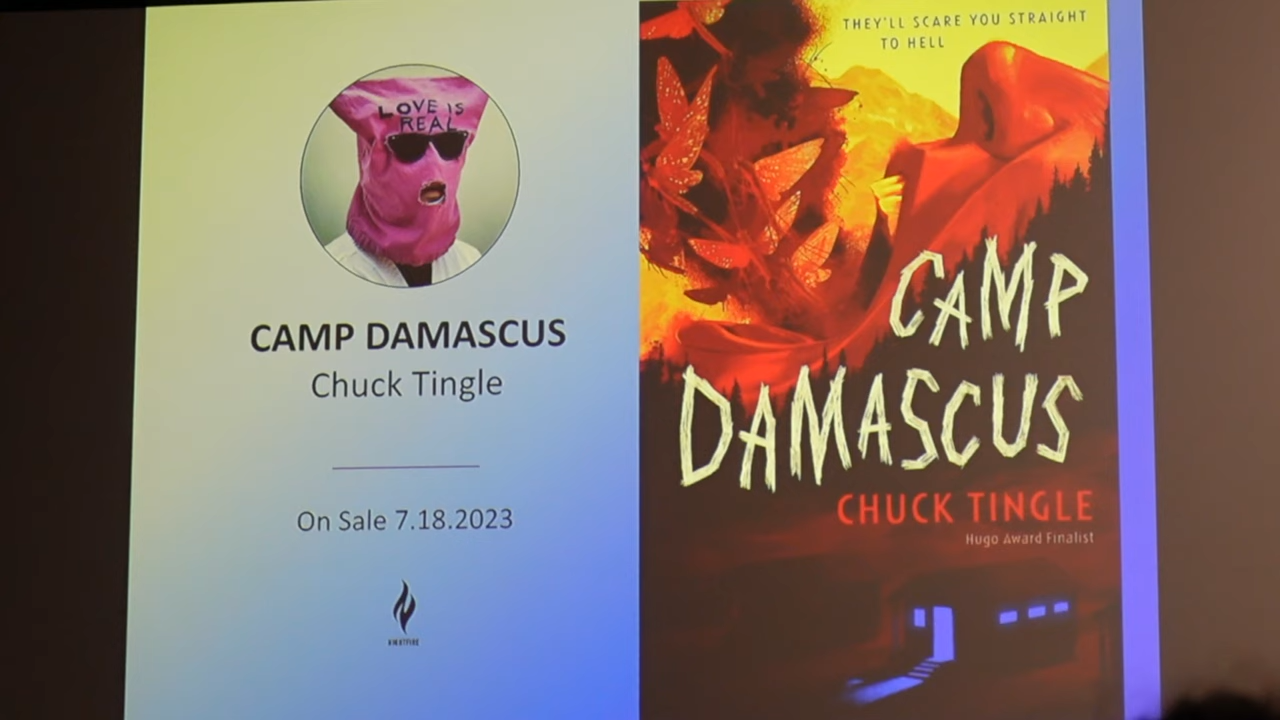 LOVE IS
REAL
CAMP DAMASCUS
Chuck Tingle
On Sale 7.18.2023
NIGHTFIRE
THEY'LL SCARE YOU STRAIGHT
TO HELL
CAMP
DAMASCUS
CHUCK TINGLE
Hugo Award Finalist